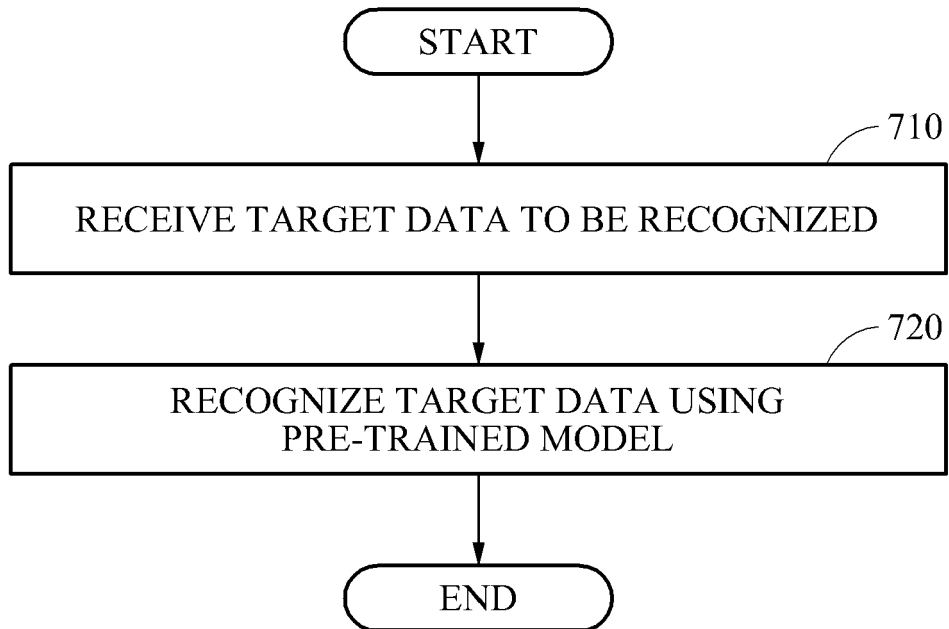 START
710
RECEIVE TARGET DATA TO BE RECOGNIZED
720
RECOGNIZE TARGET DATA USING
PRE-TRAINED MODEL
END